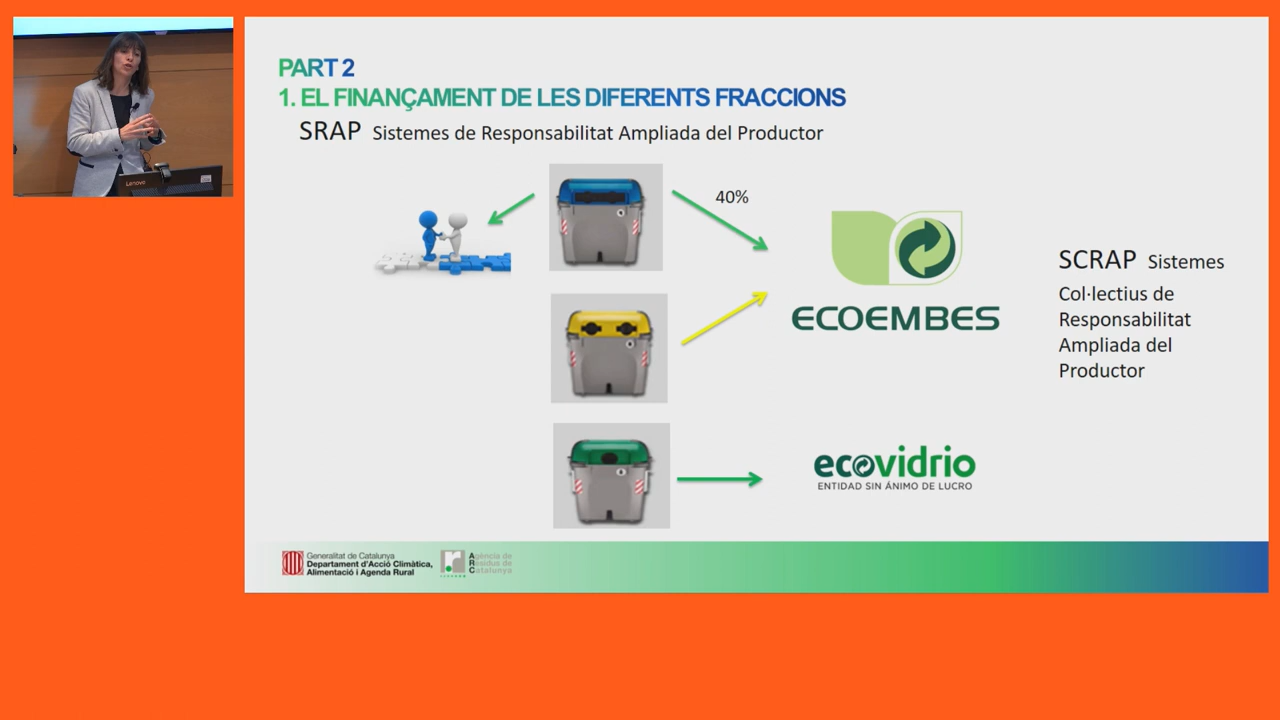 PART 2
1. EL FINANÇAMENT DE LES DIFERENTS FRACCIONS
SRAP Sistemes de Responsabilitat Ampliada del Productor
40%
ECOEMBES
SCRAP Sistemes
Col·lectius de
Responsabilitat
Ampliada del
Productor
ecovidrio
ENTIDAD SIN ÁNIMO DE LUCRO
Generalitat de Catalunya
Departament d'Acció Climàtica,
Alimentació i Agenda Rural
Agència de
Residus de
Catalunya
Lenovo